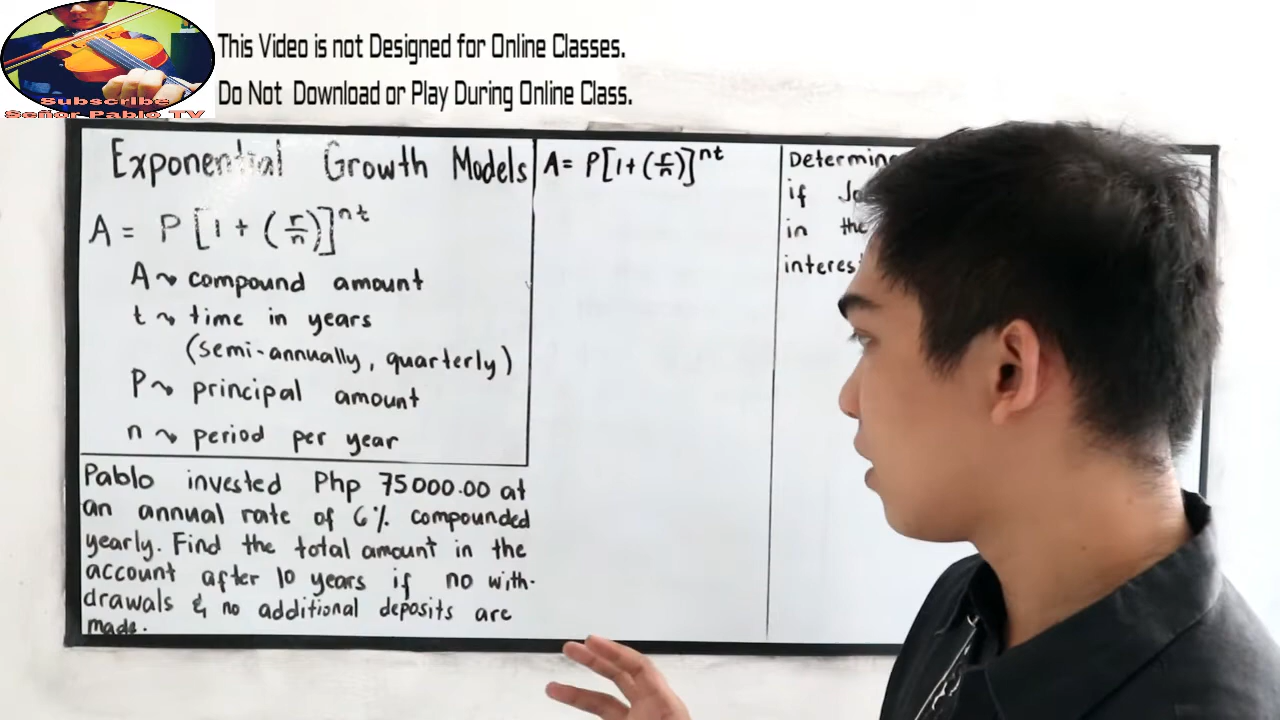 This Video is not Designed for Online Classes.
Do Not Download or Play During Online Class.
Subscribe
Señor Pablo TV
Exponential Growth Models
A = P[1+(r/n)]^nt
A ~ compound amount
t ~ time in years
(semi-annually, quarterly)
P ~ principal amount
n ~ period per year
Pablo invested Php 75000.00 at
an annual rate of 6% compounded
yearly. Find the total amount in the
account after 10 years if no with-
drawals & no additional deposits are
made.
A = P[1+(r/n)]^nt
Determine
if
in the
interest